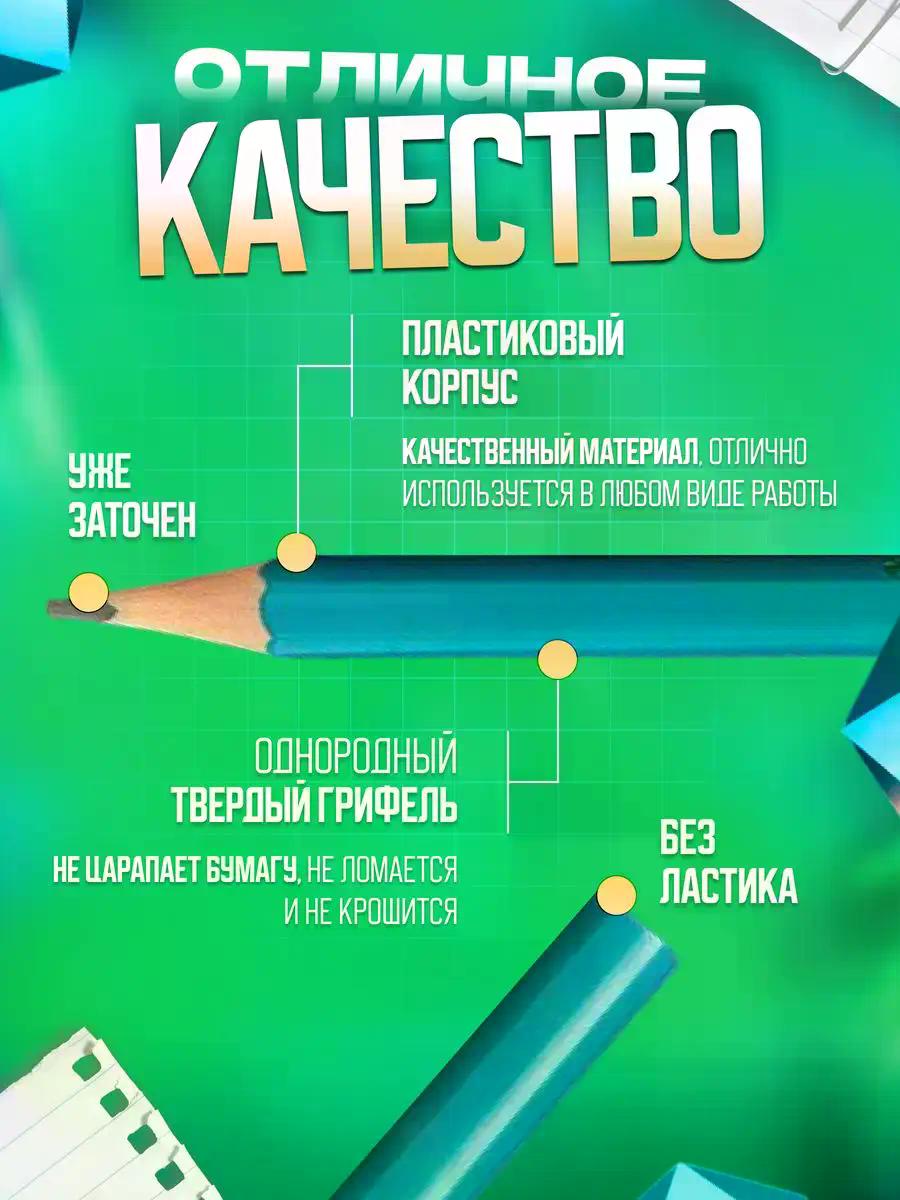 ОТЛИЧНОЕ
КАЧЕСТВО
ПЛАСТИКОВЫЙ
КОРПУС
КАЧЕСТВЕННЫЙ МАТЕРИАЛ, ОТЛИЧНО
ИСПОЛЬЗУЕТСЯ В ЛЮБОМ ВИДЕ РАБОТЫ
УЖЕ
ЗАТОЧЕН
ОДНОРОДНЫЙ
ТВЕРДЫЙ ГРИФЕЛЬ
НЕ ЦАРАПАЕТ БУМАГУ, НЕ ЛОМАЕТСЯ
И НЕ КРОШИТСЯ
БЕЗ
ЛАСТИКА